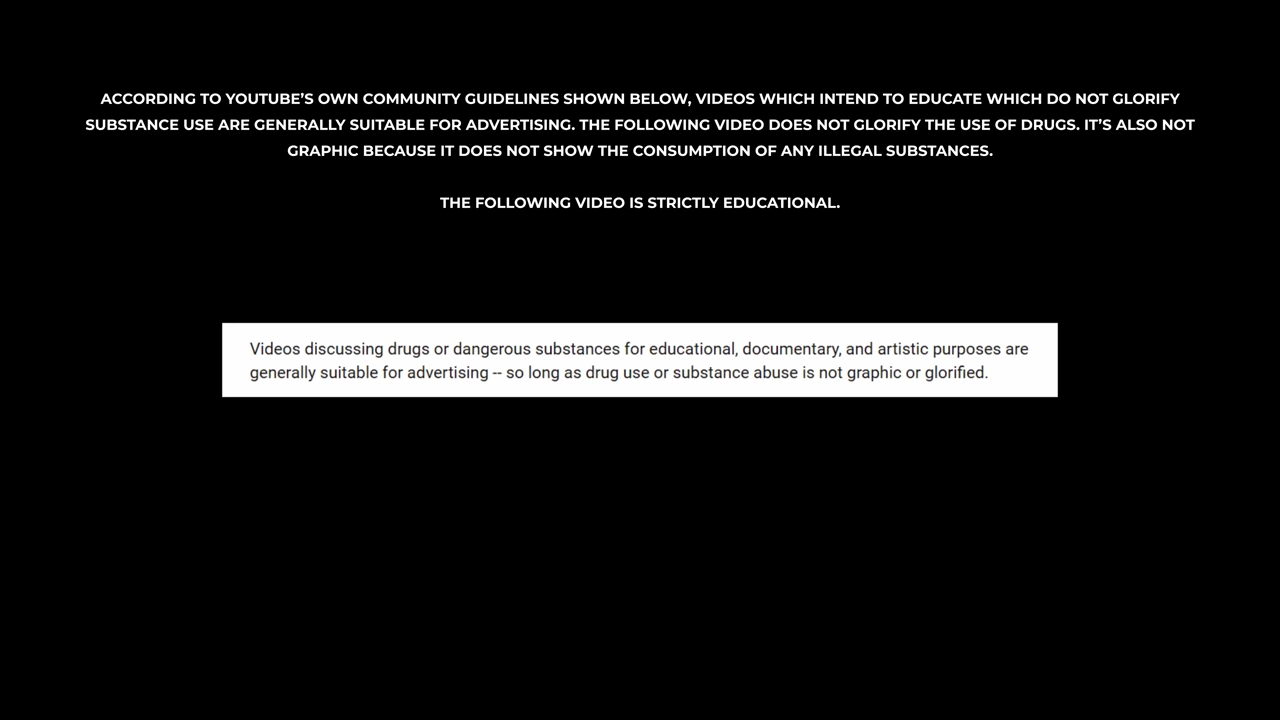 ACCORDING TO YOUTUBE’S OWN COMMUNITY GUIDELINES SHOWN BELOW, VIDEOS WHICH INTEND TO EDUCATE WHICH DO NOT GLORIFY
SUBSTANCE USE ARE GENERALLY SUITABLE FOR ADVERTISING. THE FOLLOWING VIDEO DOES NOT GLORIFY THE USE OF DRUGS. IT’S ALSO NOT
GRAPHIC BECAUSE IT DOES NOT SHOW THE CONSUMPTION OF ANY ILLEGAL SUBSTANCES.
THE FOLLOWING VIDEO IS STRICTLY EDUCATIONAL.
Videos discussing drugs or dangerous substances for educational, documentary, and artistic purposes are
generally suitable for advertising -- so long as drug use or substance abuse is not graphic or glorified.